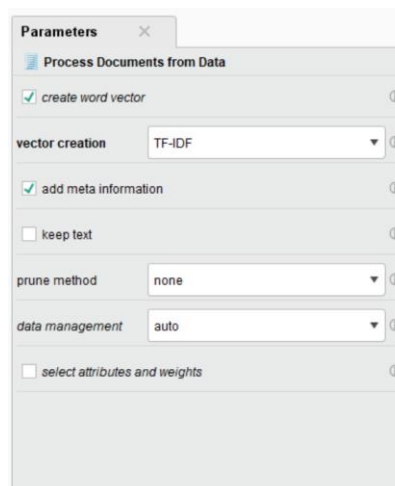 Parameters
Process Documents from Data
create word vector
vector creation TF-IDF
add meta information
keep text
prune method none
data management auto
select attributes and weights